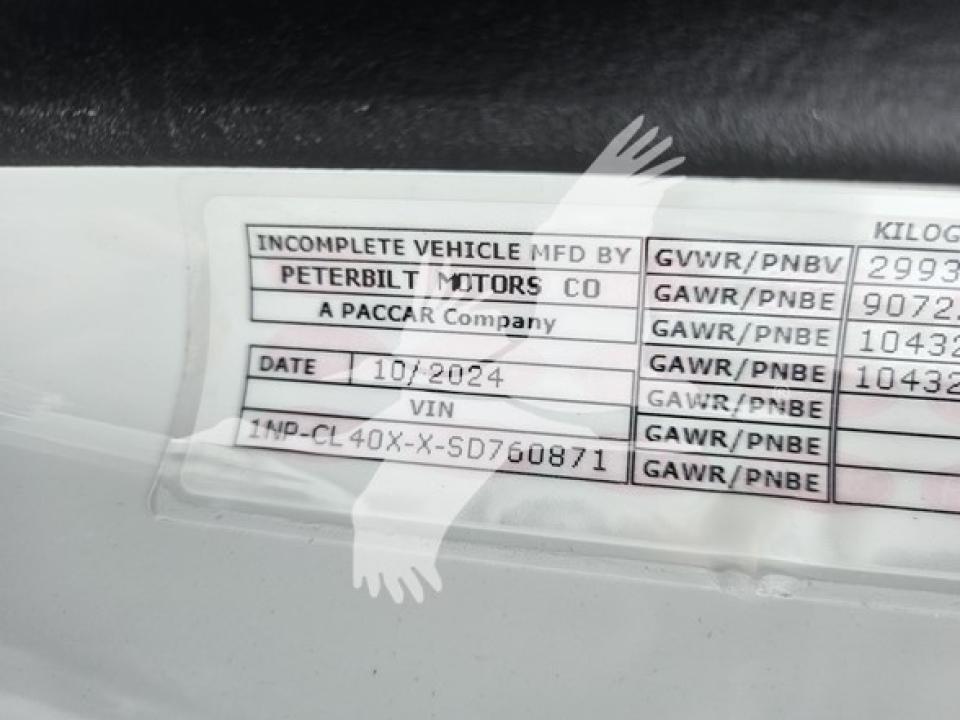 KILOG
INCOMPLETE VEHICLE MFD BY
PETERBILT MOTORS CO
A PACCAR Company
DATE 10/2024
VIN
1NP-CL40X-X-SD760871
GVWR/PNBV 2993
GAWR/PNBE 9072
GAWR/PNBE 10432
GAWR/PNBE 10432
GAWR/PNBE
GAWR/PNBE
GAWR/PNBE